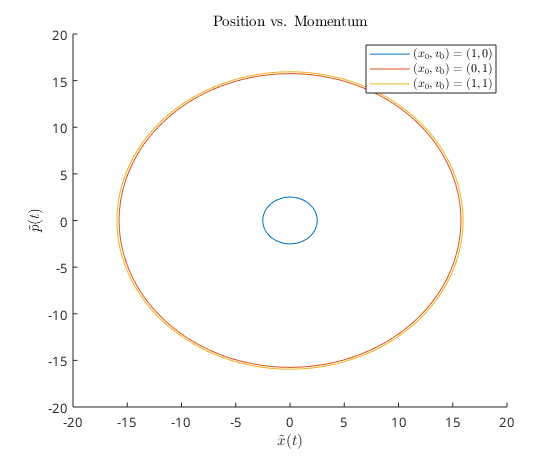 Position vs. Momentum
(x₀, v₀) = (1, 0)
(x₀, v₀) = (0, 1)
(x₀, v₀) = (1, 1)
20
15
10
5
0
-5
-10
-15
-20
p̃(t)
-20 -15 -10 -5 0 5 10 15 20
x̃(t)